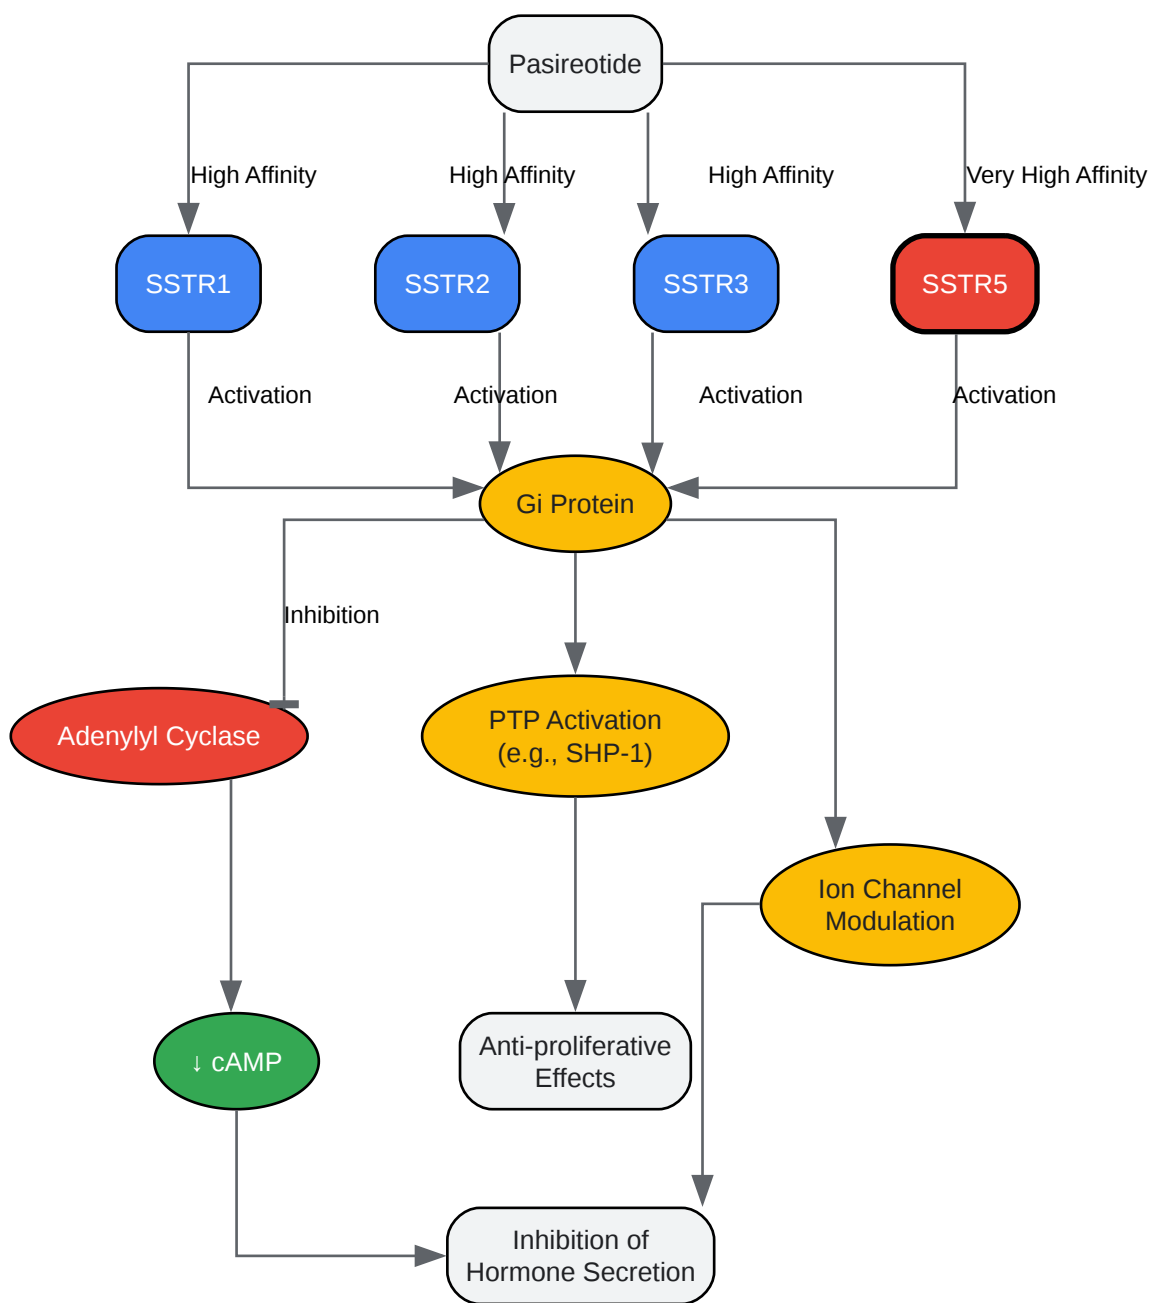 Pasireotide
High Affinity
High Affinity
High Affinity
Very High Affinity
SSTR1
SSTR2
SSTR3
SSTR5
Activation
Activation
Activation
Activation
Gi Protein
Inhibition
Adenylyl Cyclase
PTP Activation
(e.g., SHP-1)
Ion Channel
Modulation
↓ cAMP
Anti-proliferative
Effects
Inhibition of
Hormone Secretion